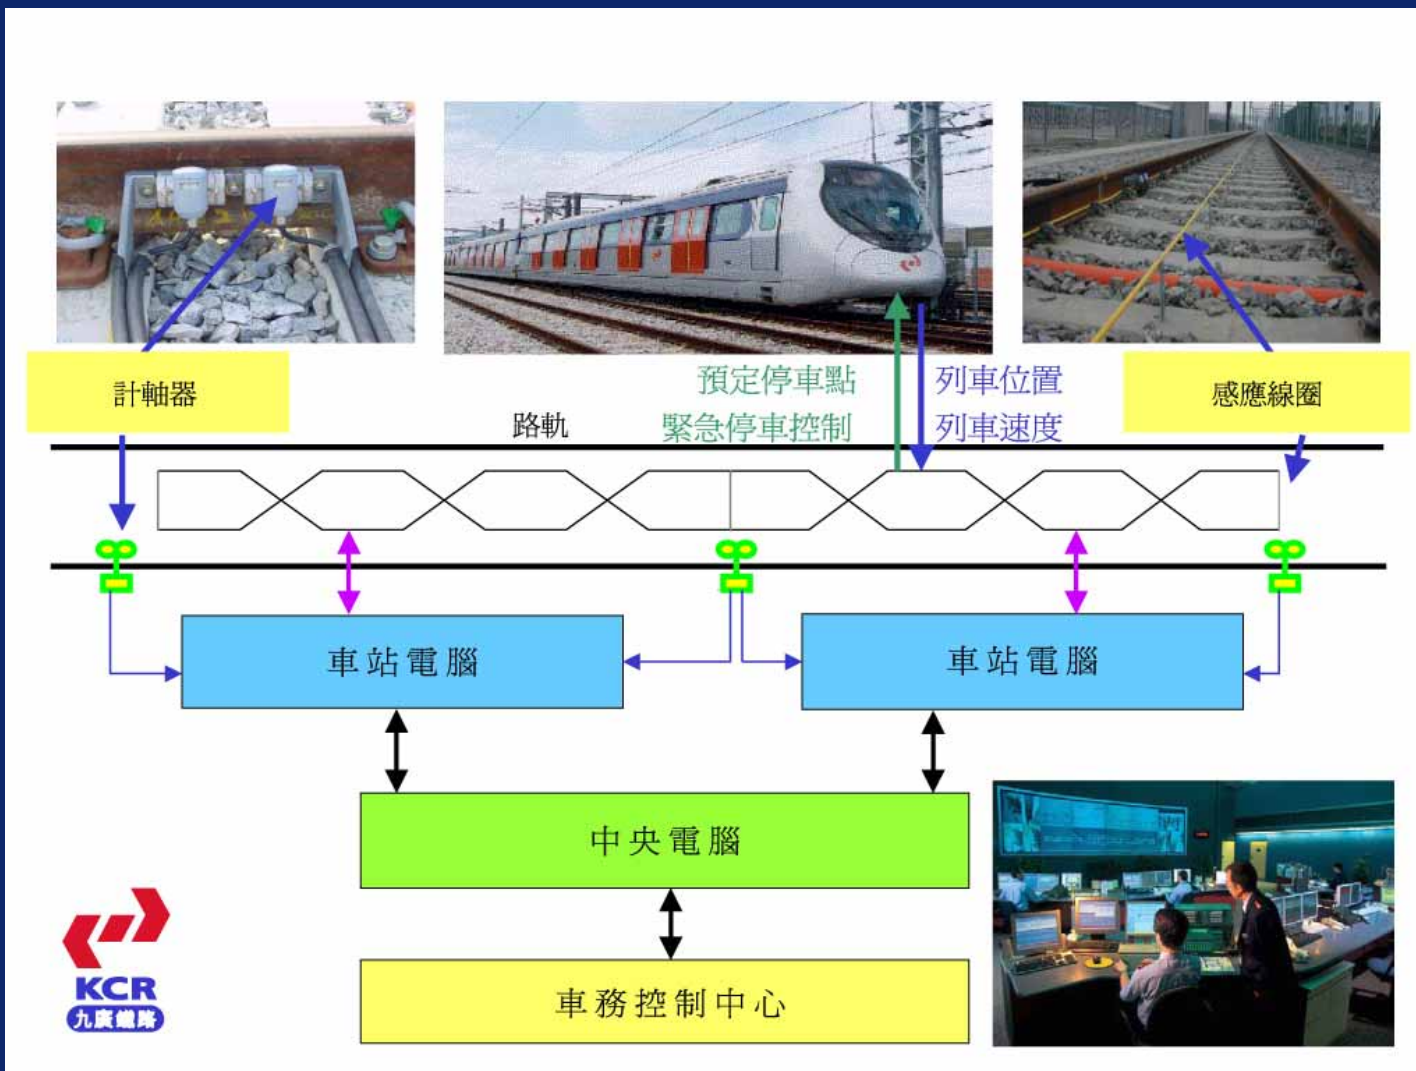 預定停車點
列車位置
計軸器
感應線圈
路軌
緊急停車控制
列車速度
車站電腦
車站電腦
中央電腦
KCR
九廣鐵路
車務控制中心